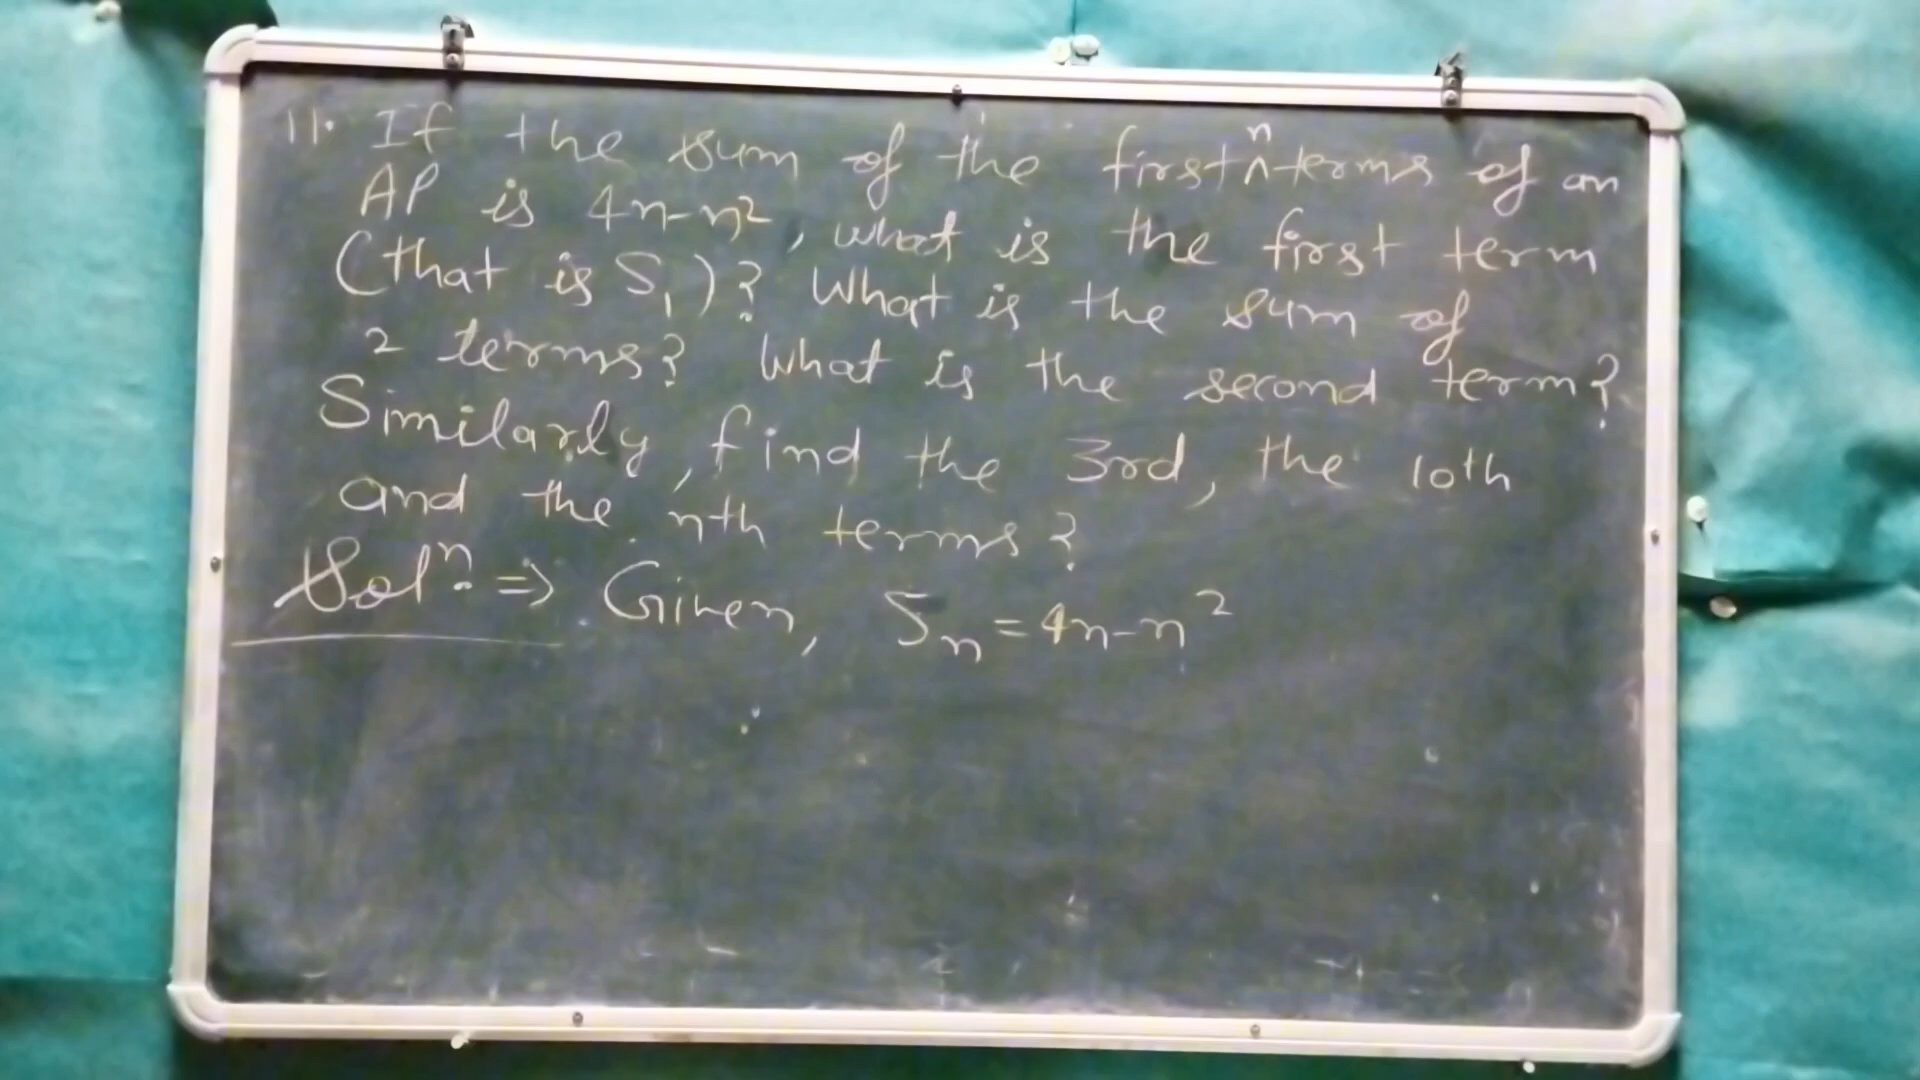 11. If the sum of the first n terms of an
AP is 4n-n², what is the first term
(that is S₁)? What is the sum of
2 terms? What is the second term?
Similarly, find the 3rd, the 10th
and the nth terms?
Solⁿ. => Given, Sₙ = 4n-n²